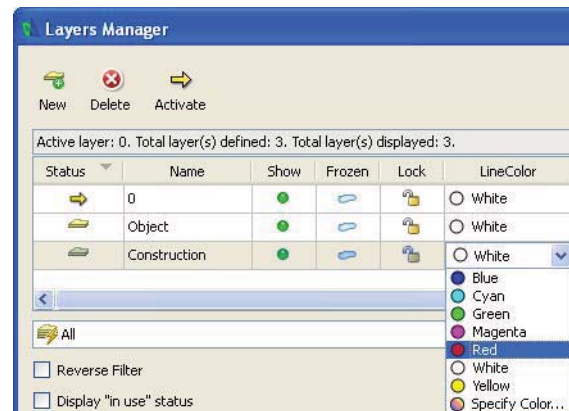 Layers Manager
New Delete Activate
Active layer: 0. Total layer(s) defined: 3. Total layer(s) displayed: 3.
Status Name Show Frozen Lock LineColor
0 White
Object White
Construction White
Blue
Cyan
Green
All
Magenta
Red
Reverse Filter
White
Yellow
Display "in use" status
Specify Color...